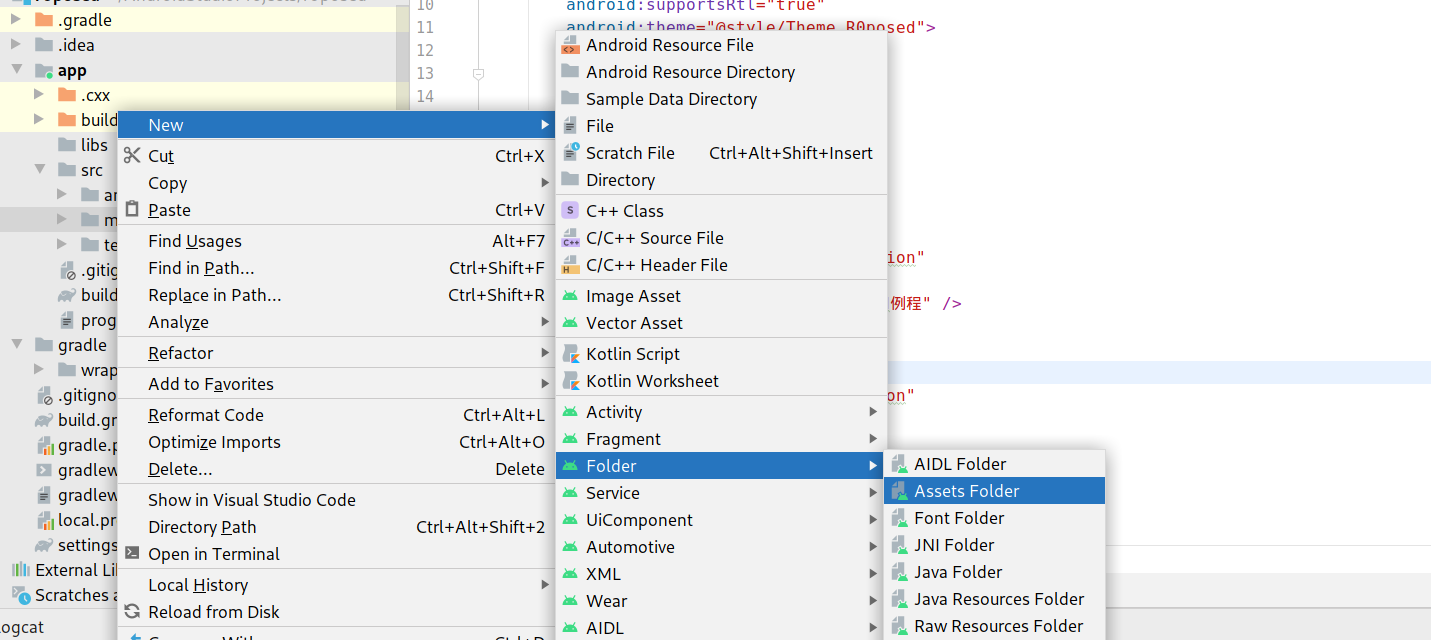 .gradle
.idea
app
.cxx
build
libs
src
build
gradle
wrap
.gitigno
build.gr
gradle.p
gradlew
gradlew
local.pr
settings
External Lib
Scratches a
ogcat
10
11
12
13
14
android:supportsRtl="true"
android:theme="@style/Theme.R0posed">
ion"
例程" />
on"
New
Cut Ctrl+X
Copy
Paste Ctrl+V
Find Usages Alt+F7
Find in Path... Ctrl+Shift+F
Replace in Path... Ctrl+Shift+R
Analyze
Refactor
Add to Favorites
Reformat Code Ctrl+Alt+L
Optimize Imports Ctrl+Alt+O
Delete... Delete
Show in Visual Studio Code
Directory Path Ctrl+Alt+Shift+2
Open in Terminal
Local History
Reload from Disk
Android Resource File
Android Resource Directory
Sample Data Directory
File
Scratch File Ctrl+Alt+Shift+Insert
Directory
C++ Class
C/C++ Source File
C/C++ Header File
Image Asset
Vector Asset
Kotlin Script
Kotlin Worksheet
Activity
Fragment
Folder
Service
UiComponent
Automotive
XML
Wear
AIDL
AIDL Folder
Assets Folder
Font Folder
JNI Folder
Java Folder
Java Resources Folder
Raw Resources Folder